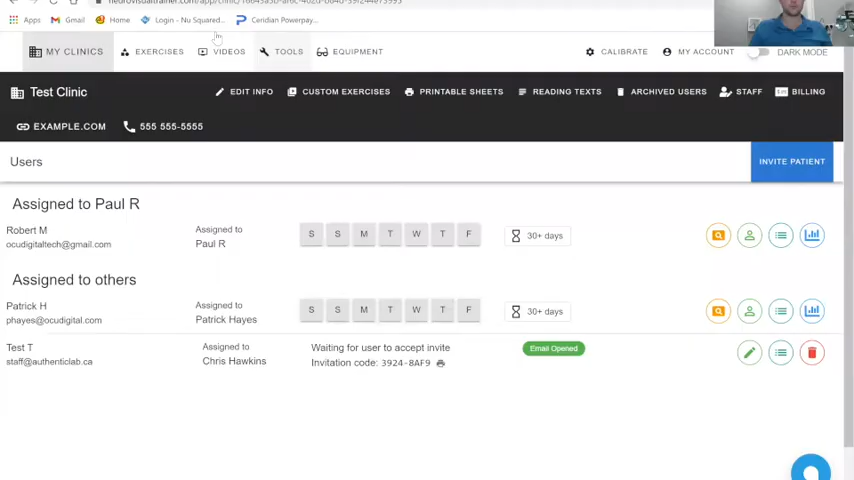 Apps Gmail Home Login - Nu Squared... Ceridian Powerpay...
MY CLINICS EXERCISES VIDEOS TOOLS EQUIPMENT CALIBRATE MY ACCOUNT DARK MODE
Test Clinic EDIT INFO CUSTOM EXERCISES PRINTABLE SHEETS READING TEXTS ARCHIVED USERS STAFF BILLING
EXAMPLE.COM 555 555-5555
Users INVITE PATIENT
Assigned to Paul R
Robert M
ocudigitaltech@gmail.com
Assigned to
Paul R
S S M T W T F
30+ days
Assigned to others
Patrick H
phayes@ocudigital.com
Assigned to
Patrick Hayes
S S M T W T F
30+ days
Test T
staff@authenticlab.ca
Assigned to
Chris Hawkins
Waiting for user to accept invite
Invitation code: 3924-8AF9
Email Opened